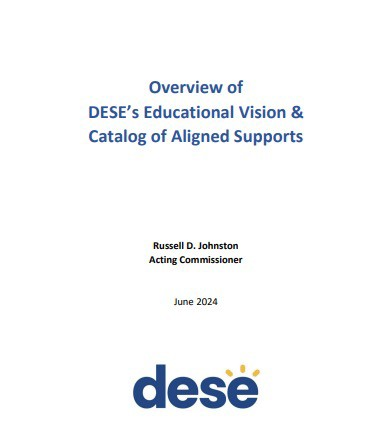 Overview of
DESE's Educational Vision &
Catalog of Aligned Supports
Russell D. Johnston
Acting Commissioner
June 2024
dese